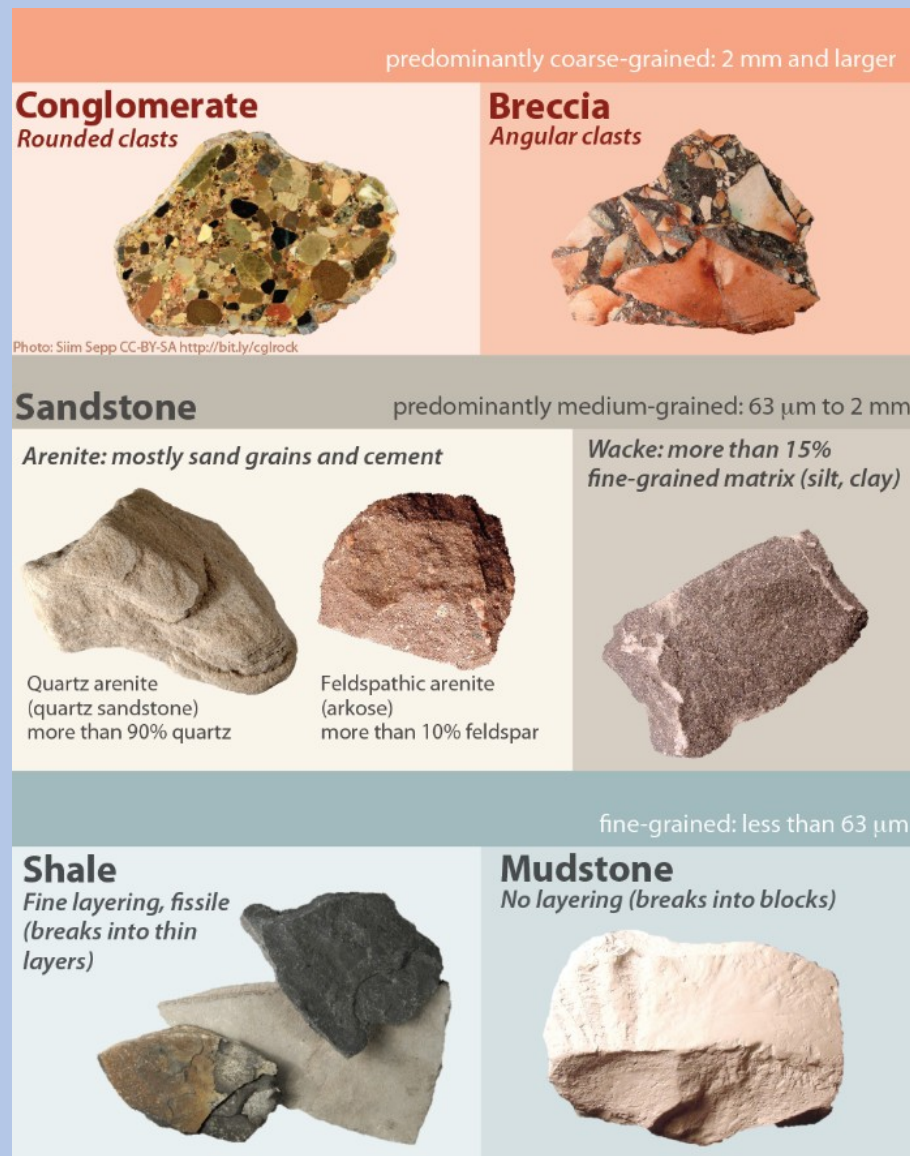 predominantly coarse-grained: 2 mm and larger
Conglomerate
Rounded clasts
Photo: Siim Sepp CC-BY-SA http://bit.ly/cglrock
Breccia
Angular clasts
Sandstone
predominantly medium-grained: 63 μm to 2 mm
Arenite: mostly sand grains and cement
Quartz arenite
(quartz sandstone)
more than 90% quartz
Feldspathic arenite
(arkose)
more than 10% feldspar
Wacke: more than 15%
fine-grained matrix (silt, clay)
fine-grained: less than 63 μm
Shale
Fine layering, fissile
(breaks into thin
layers)
Mudstone
No layering (breaks into blocks)